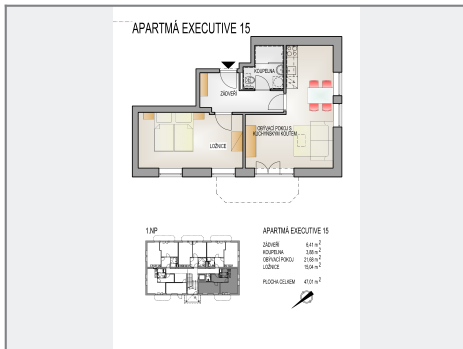 APARTMÁ EXECUTIVE 15
KOUPELNA
ZÁDVEŘÍ
OBÝVACÍ POKOJ S
KUCHYŇSKÝM KOUTEM
LOŽNICE
1.NP
APARTMÁ EXECUTIVE 15
ZÁDVEŘÍ 6,41 m²
KOUPELNA 3,88 m²
OBÝVACÍ POKOJ 21,68 m²
LOŽNICE 15,04 m²
PLOCHA CELKEM 47,01 m²